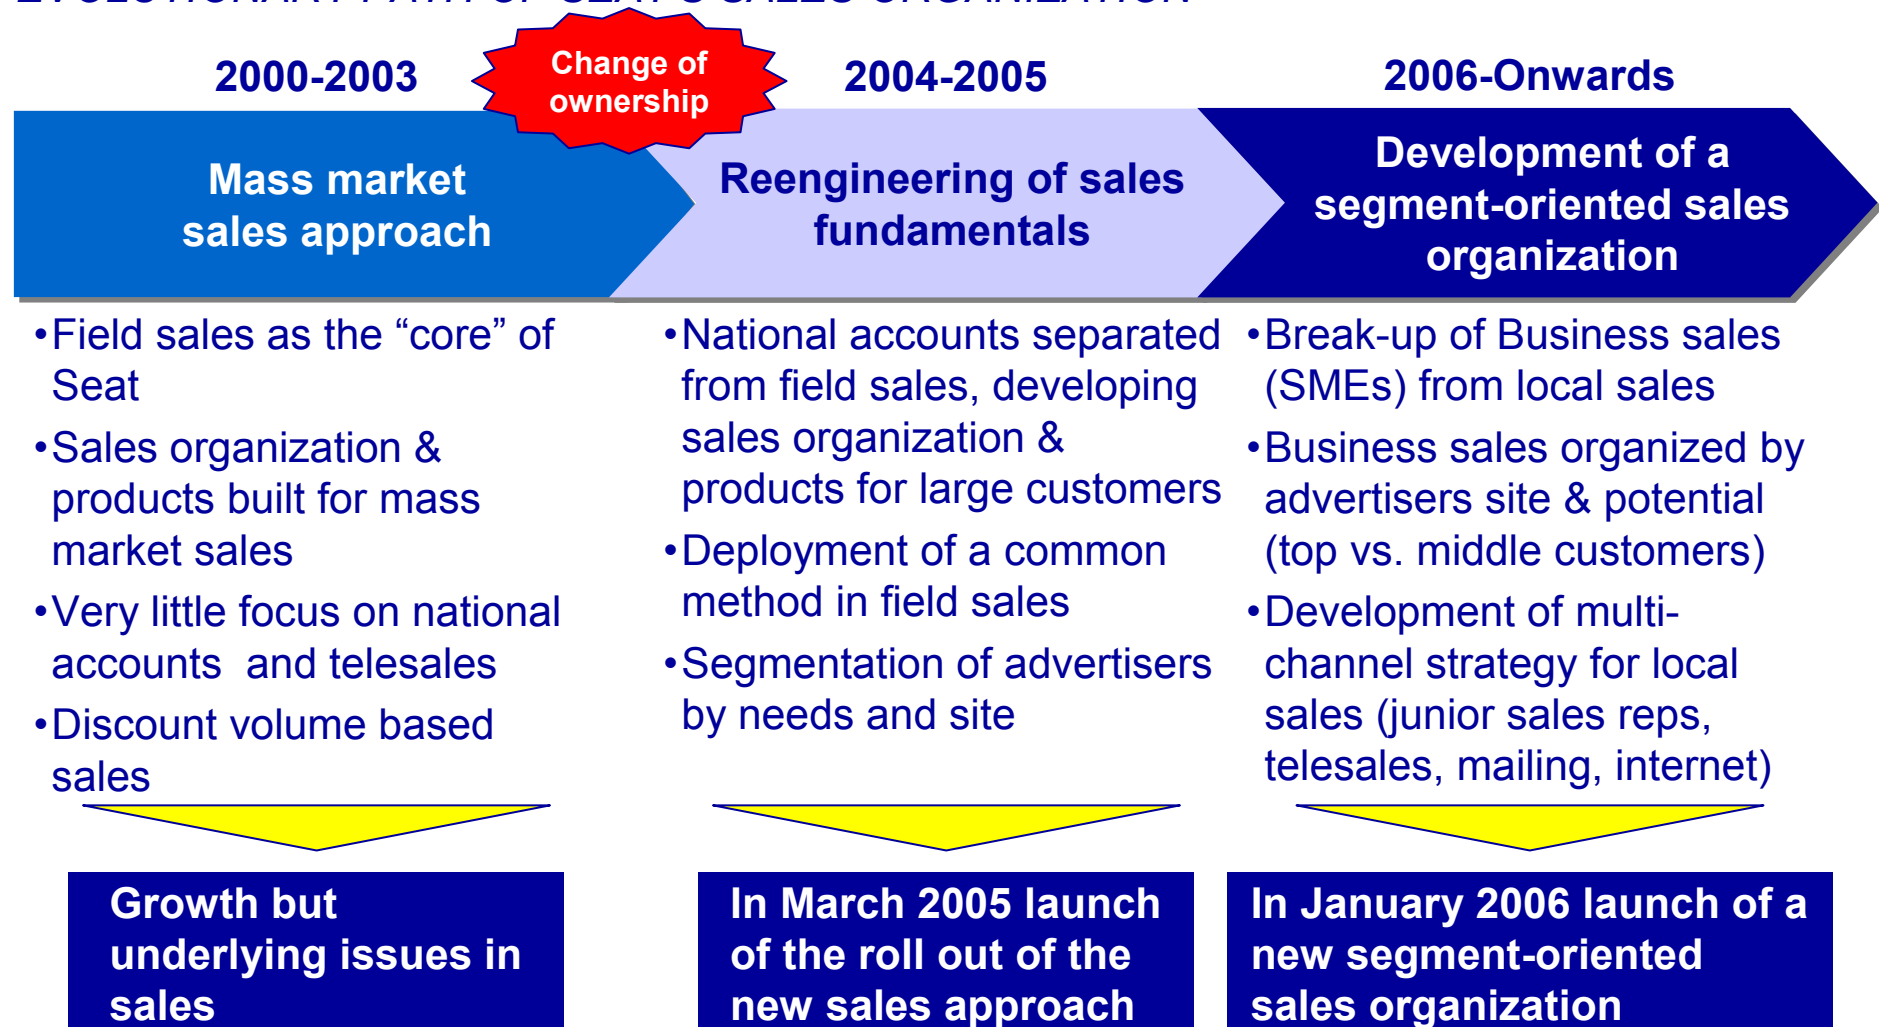 EVOLUTIONARY PATH OF SEAT'S SALES ORGANIZATION
2000-2003
Change of
ownership
2004-2005
2006-Onwards
Mass market
sales approach
Reengineering of sales
fundamentals
Development of a
segment-oriented sales
organization
•Field sales as the “core” of
Seat
•Sales organization &
products built for mass
market sales
•Very little focus on national
accounts  and telesales
•Discount volume based
sales
•National accounts separated
from field sales, developing
sales organization &
products for large customers
•Deployment of a common
method in field sales
•Segmentation of advertisers
by needs and site
•Break-up of Business sales
(SMEs) from local sales
•Business sales organized by
advertisers site & potential
(top vs. middle customers)
•Development of multi-
channel strategy for local
sales (junior sales reps,
telesales, mailing, internet)
Growth but
underlying issues in
sales
In March 2005 launch
of the roll out of the
new sales approach
In January 2006 launch of a
new segment-oriented
sales organization